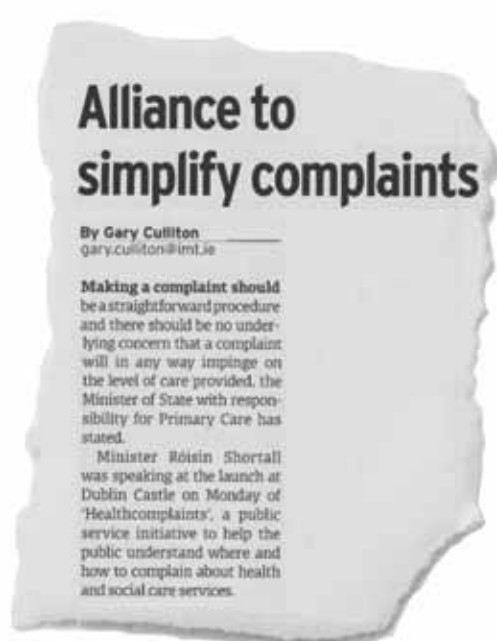 Alliance to
simplify complaints
By Gary Culliton
gary.culliton@imt.ie
Making a complaint should
be a straightforward procedure
and there should be no under-
lying concern that a complaint
will in any way impinge on
the level of care provided, the
Minister of State with respon-
sibility for Primary Care has
stated.
Minister Róisín Shortall
was speaking at the launch at
Dublin Castle on Monday of
'Healthcomplaints', a public
service initiative to help the
public understand where and
how to complain about health
and social care services.